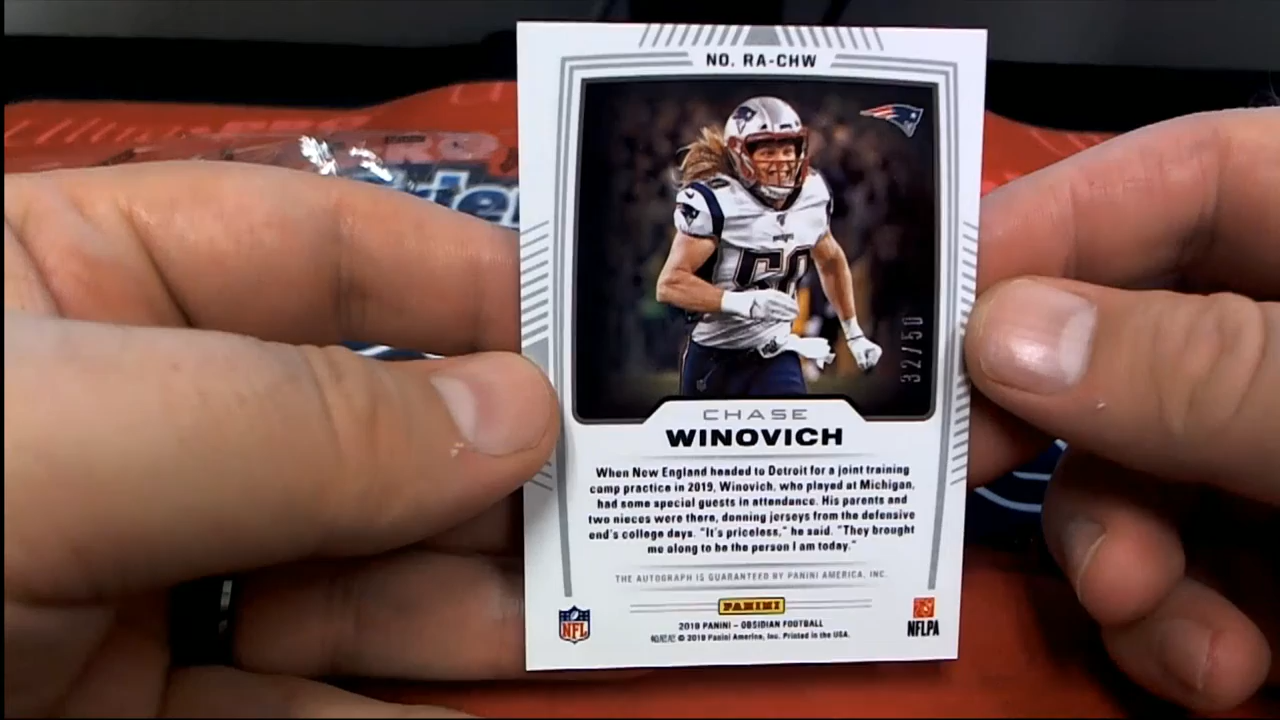 NO. RA-CHW
50
32/50
CHASE
WINOVICH
When New England headed to Detroit for a joint training
camp practice in 2019, Winovich, who played at Michigan,
had some special guests in attendance. His parents and
two nieces were there, donning jerseys from the defensive
end's college days. "It's priceless," he said. "They brought
me along to be the person I am today."
THE AUTOGRAPH IS GUARANTEED BY PANINI AMERICA, INC.
PANINI
2019 PANINI – OBSIDIAN FOOTBALL
© 2019 Panini America, Inc. Printed in the USA.
NFL
NFLPA